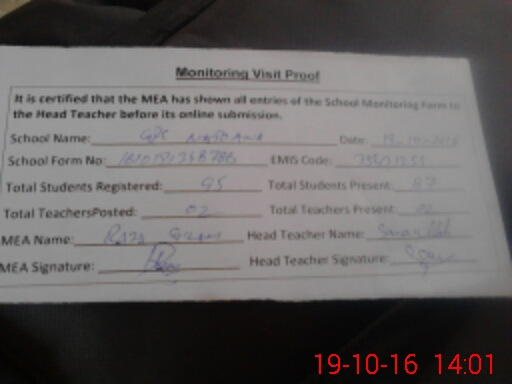 Monitoring Visit Proof
It is certified that the MEA has shown all entries of the School Monitoring Form to
the Head Teacher before its online submission.
School Name: GPS Date:
School Form No: EMIS Code:
Total Students Registered: 95 Total Students Present: 87
Total TeachersPosted: 02 Total Teachers Present: 02
MEA Name: Head Teacher Name:
MEA Signature: Head Teacher Signature:
19-10-16 14:01